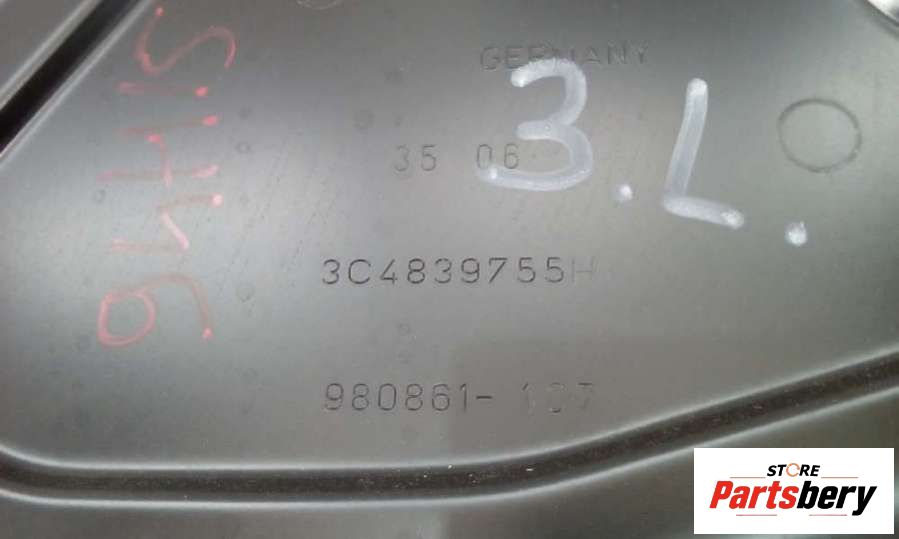 GERMANY
3.L.
35 06
3C4839755H
980861-
STORE
Partsbery